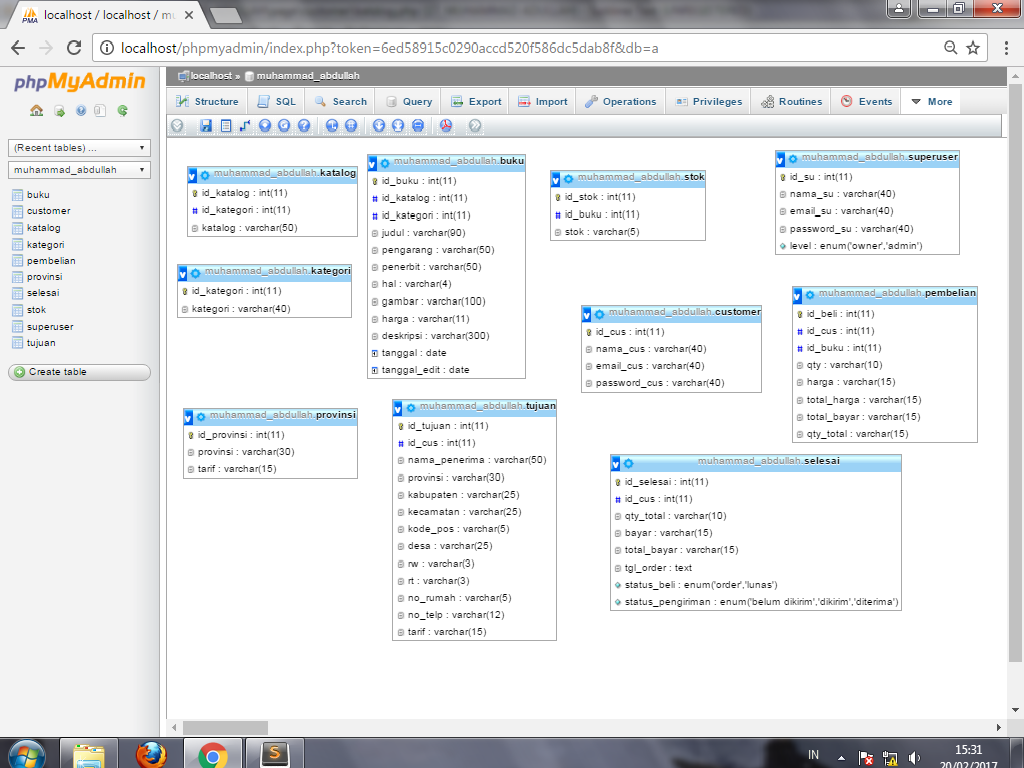 localhost / localhost / mu
localhost/phpmyadmin/index.php?token=6ed58915c0290accd520f586dc5dab8f&db=a
phpMyAdmin
(Recent tables) ...
muhammad_abdullah
buku
customer
katalog
kategori
pembelian
provinsi
selesai
stok
superuser
tujuan
Create table
localhost » muhammad_abdullah
Structure SQL Search Query Export Import Operations Privileges Routines Events More
muhammad_abdullah.katalog
id_katalog : int(11)
id_kategori : int(11)
katalog : varchar(50)
muhammad_abdullah.buku
id_buku : int(11)
id_katalog : int(11)
id_kategori : int(11)
judul : varchar(90)
pengarang : varchar(50)
penerbit : varchar(50)
hal : varchar(4)
gambar : varchar(100)
harga : varchar(11)
deskripsi : varchar(300)
tanggal : date
tanggal_edit : date
muhammad_abdullah.stok
id_stok : int(11)
id_buku : int(11)
stok : varchar(5)
muhammad_abdullah.superuser
id_su : int(11)
nama_su : varchar(40)
email_su : varchar(40)
password_su : varchar(40)
level : enum('owner','admin')
muhammad_abdullah.kategori
id_kategori : int(11)
kategori : varchar(40)
muhammad_abdullah.customer
id_cus : int(11)
nama_cus : varchar(40)
email_cus : varchar(40)
password_cus : varchar(40)
muhammad_abdullah.pembelian
id_beli : int(11)
id_cus : int(11)
id_buku : int(11)
qty : varchar(10)
harga : varchar(15)
total_harga : varchar(15)
total_bayar : varchar(15)
qty_total : varchar(15)
muhammad_abdullah.provinsi
id_provinsi : int(11)
provinsi : varchar(30)
tarif : varchar(15)
muhammad_abdullah.tujuan
id_tujuan : int(11)
id_cus : int(11)
nama_penerima : varchar(50)
provinsi : varchar(30)
kabupaten : varchar(25)
kecamatan : varchar(25)
kode_pos : varchar(5)
desa : varchar(25)
rw : varchar(3)
rt : varchar(3)
no_rumah : varchar(5)
no_telp : varchar(12)
tarif : varchar(15)
muhammad_abdullah.selesai
id_selesai : int(11)
id_cus : int(11)
qty_total : varchar(10)
bayar : varchar(15)
total_bayar : varchar(15)
tgl_order : text
status_beli : enum('order','lunas')
status_pengiriman : enum('belum dikirim','dikirim','diterima')
IN
15:31
20/02/2017